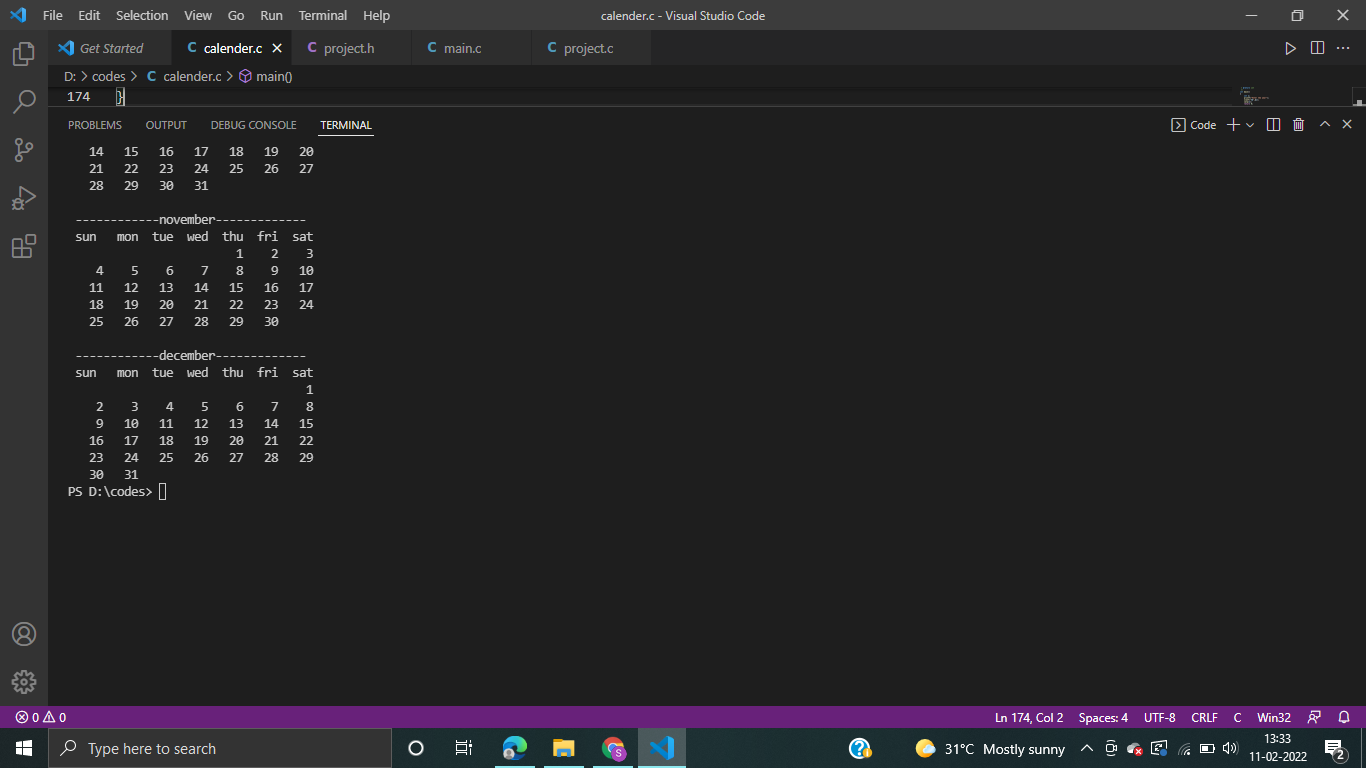 File Edit Selection View Go Run Terminal Help calender.c - Visual Studio Code
Get Started calender.c project.h main.c project.c
D: > codes > calender.c > main()
174 }
PROBLEMS OUTPUT DEBUG CONSOLE TERMINAL Code
14 15 16 17 18 19 20
21 22 23 24 25 26 27
28 29 30 31
------------november-------------
sun mon tue wed thu fri sat
1 2 3
4 5 6 7 8 9 10
11 12 13 14 15 16 17
18 19 20 21 22 23 24
25 26 27 28 29 30
------------december-------------
sun mon tue wed thu fri sat
1
2 3 4 5 6 7 8
9 10 11 12 13 14 15
16 17 18 19 20 21 22
23 24 25 26 27 28 29
30 31
PS D:\codes>
0 0 Ln 174, Col 2 Spaces: 4 UTF-8 CRLF C Win32
Type here to search 31°C Mostly sunny 13:33
11-02-2022 2